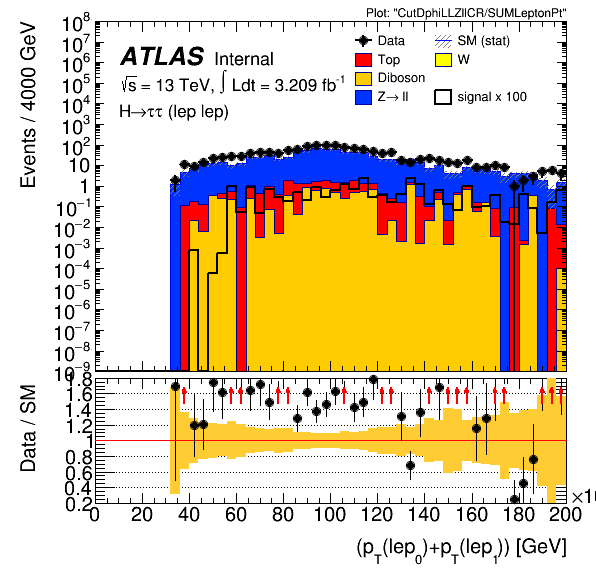 Plot: "CutDphiLLZllCR/SUMLeptonPt"
ATLAS Internal
√s = 13 TeV, ∫ Ldt = 3.209 fb⁻¹
H→ττ (lep lep)
Data
Top
Diboson
Z→ ll
SM (stat)
W
signal x 100
Events / 4000 GeV
10⁸
10⁷
10⁶
10⁵
10⁴
10³
10²
10
1
10⁻¹
10⁻²
10⁻³
10⁻⁴
10⁻⁵
10⁻⁶
10⁻⁷
10⁻⁸
10⁻⁹
Data / SM
1.8
1.6
1.4
1.2
1
0.8
0.6
0.4
0.2
0 20 40 60 80 100 120 140 160 180 200
×10
(p_T(lep₀)+p_T(lep₁)) [GeV]